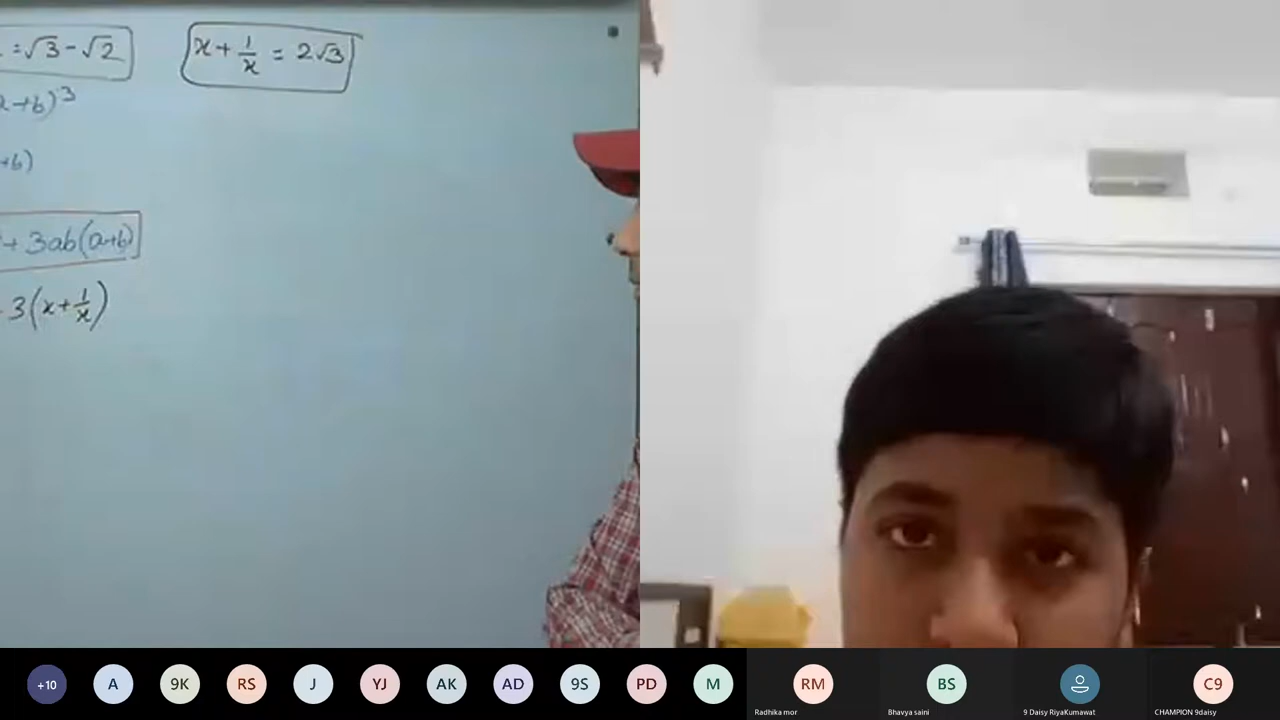 = √3 - √2
x + 1/x = 2√3
+b)³
+b)
+ 3ab(a+b)
3(x + 1/x)
+10 A 9K RS J YJ AK AD 9S PD M RM BS C9
Radhika mor Bhavya saini 9 Daisy RiyaKumawat CHAMPION 9daisy